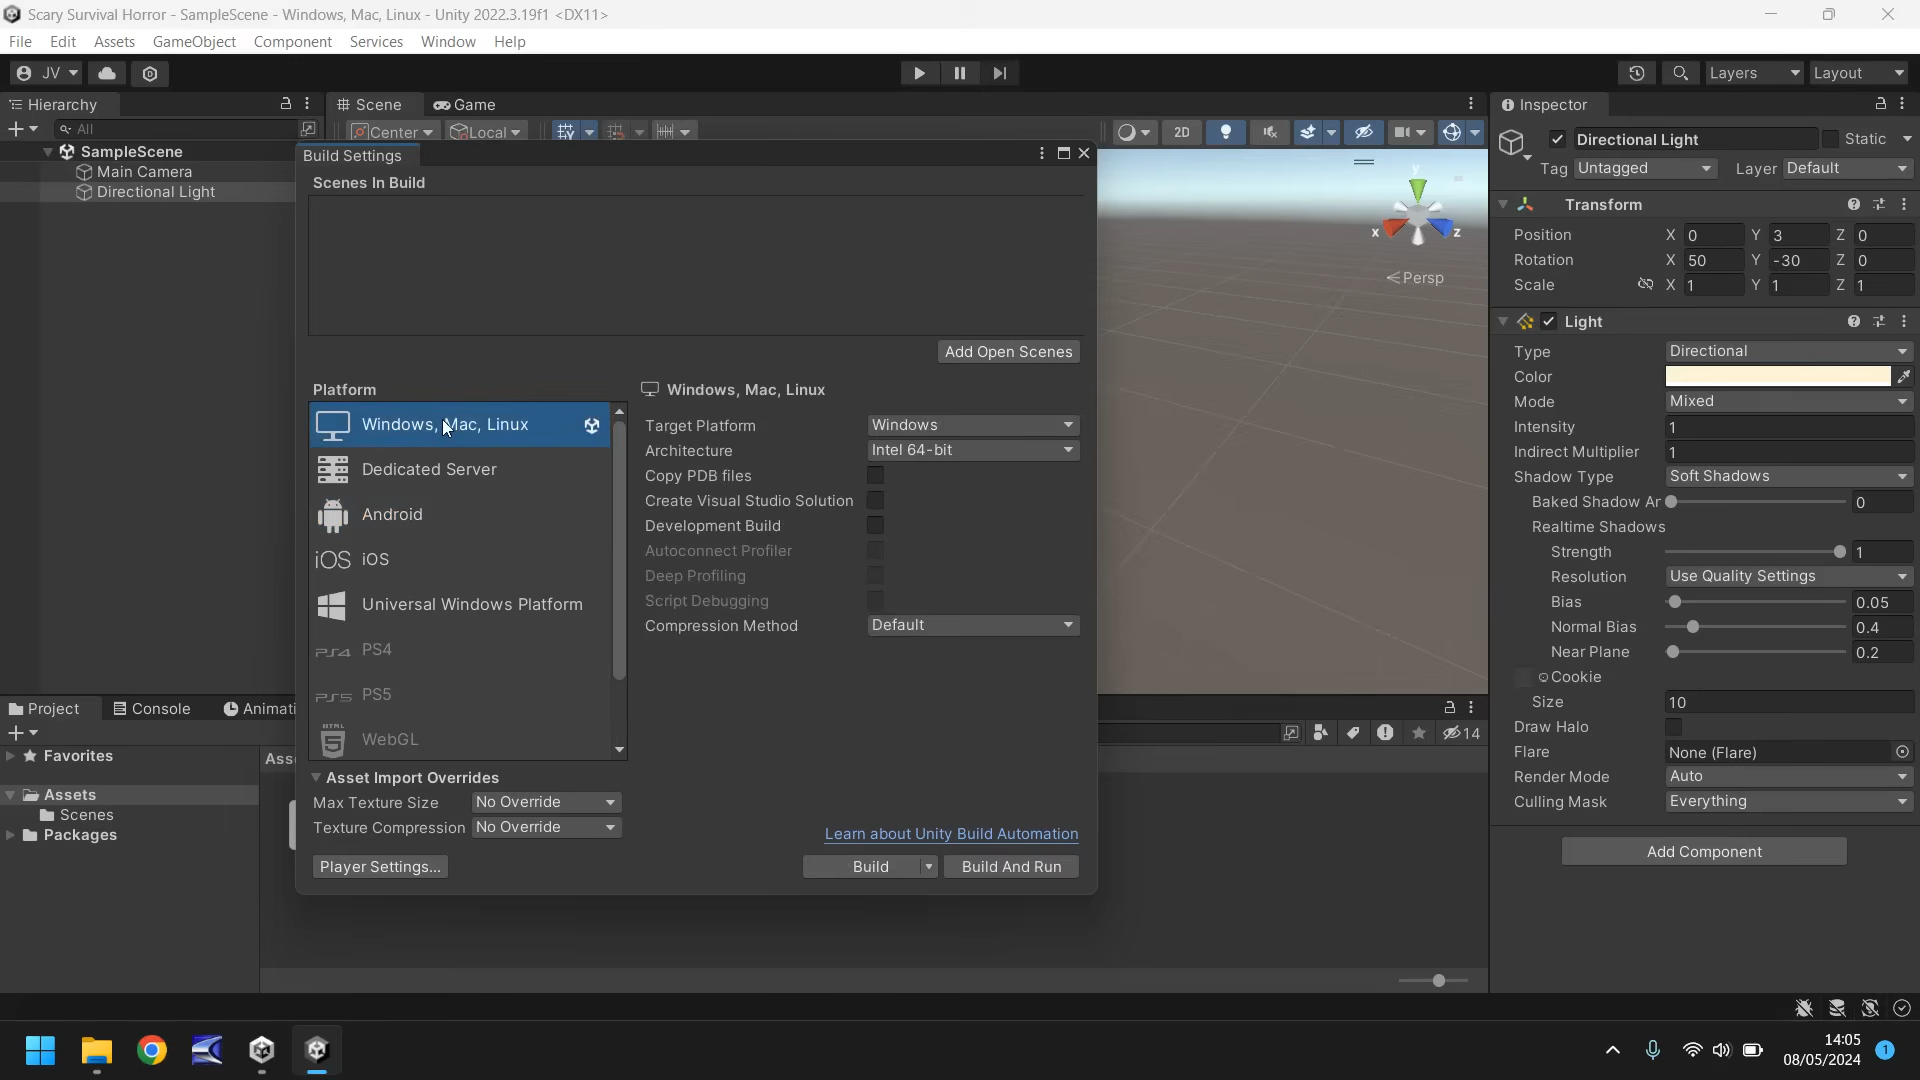 Scary Survival Horror - SampleScene - Windows, Mac, Linux - Unity 2022.3.19f1 <DX11>
File Edit Assets GameObject Component Services Window Help
JV Layers Layout
Hierarchy
All
SampleScene
Main Camera
Directional Light
Scene Game
Center Local 2D
Build Settings
Scenes In Build
Add Open Scenes
Platform
Windows, Mac, Linux
Dedicated Server
Android
iOS iOS
Universal Windows Platform
PS4 PS4
PS5 PS5
HTML 5 WebGL
Windows, Mac, Linux
Target Platform Windows
Architecture Intel 64-bit
Copy PDB files
Create Visual Studio Solution
Development Build
Autoconnect Profiler
Deep Profiling
Script Debugging
Compression Method Default
Asset Import Overrides
Max Texture Size No Override
Texture Compression No Override
Learn about Unity Build Automation
Player Settings... Build Build And Run
y
x z
<Persp
Inspector
Directional Light Static
Tag Untagged Layer Default
Transform
Position X 0 Y 3 Z 0
Rotation X 50 Y -30 Z 0
Scale X 1 Y 1 Z 1
Light
Type Directional
Color
Mode Mixed
Intensity 1
Indirect Multiplier 1
Shadow Type Soft Shadows
Baked Shadow Ar 0
Realtime Shadows
Strength 1
Resolution Use Quality Settings
Bias 0.05
Normal Bias 0.4
Near Plane 0.2
Cookie
Size 10
Draw Halo
Flare None (Flare)
Render Mode Auto
Culling Mask Everything
Add Component
Project Console Animati
14
Favorites
Assets
Scenes
Packages
Ass
14:05
08/05/2024 1